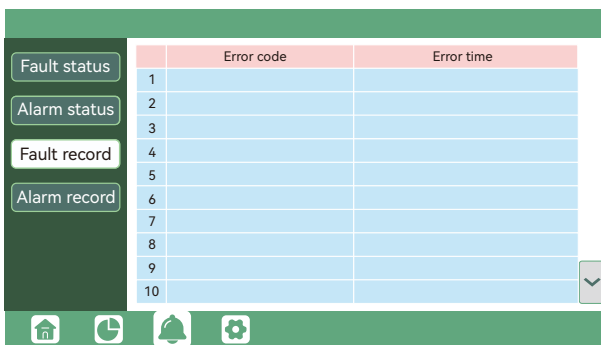 Fault status
Alarm status
Fault record
Alarm record
Error code Error time
1
2
3
4
5
6
7
8
9
10